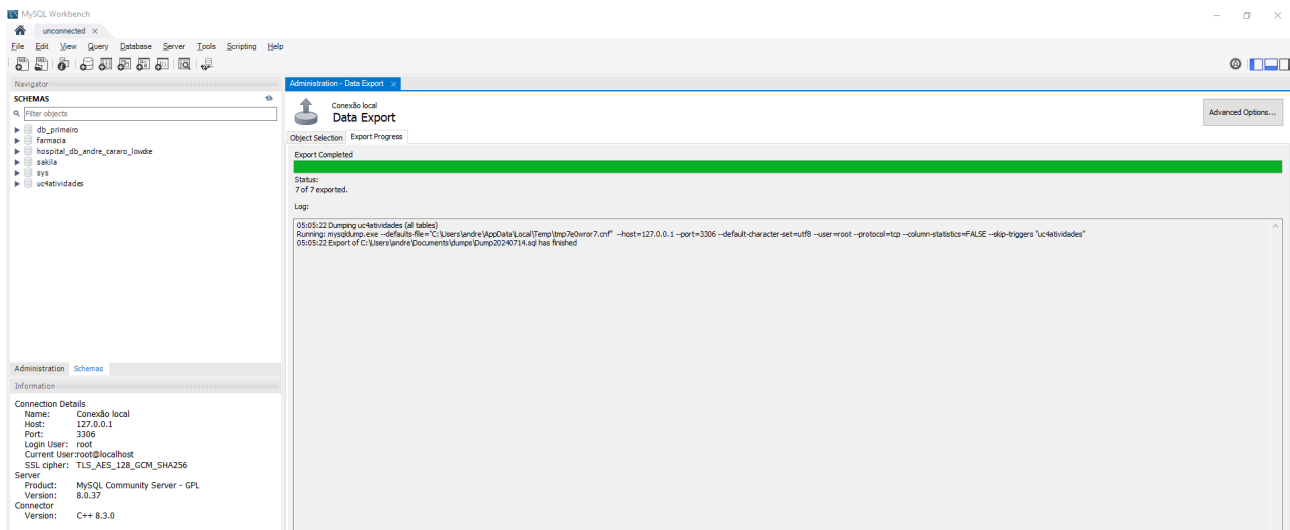 MySQL Workbench
unconnected ×
File Edit View Query Database Server Tools Scripting Help
Navigator
SCHEMAS
Filter objects
db_primeiro
farmacia
hospital_db_andre_cararo_lowdke
sakila
sys
uc4atividades
Administration Schemas
Information
Connection Details
Name: Conexão local
Host: 127.0.0.1
Port: 3306
Login User: root
Current User:root@localhost
SSL cipher: TLS_AES_128_GCM_SHA256
Server
Product: MySQL Community Server - GPL
Version: 8.0.37
Connector
Version: C++ 8.3.0
Administration - Data Export ×
Conexão local
Data Export
Advanced Options...
Object Selection Export Progress
Export Completed
Status:
7 of 7 exported.
Log:
05:05:22 Dumping uc4atividades (all tables)
Running: mysqldump.exe --defaults-file="C:\Users\andre\AppData\Local\Temp\tmp7e0wror7.cnf" --host=127.0.0.1 --port=3306 --default-character-set=utf8 --user=root --protocol=tcp --column-statistics=FALSE --skip-triggers "uc4atividades"
05:05:22 Export of C:\Users\andre\Documents\dumps\Dump20240714.sql has finished